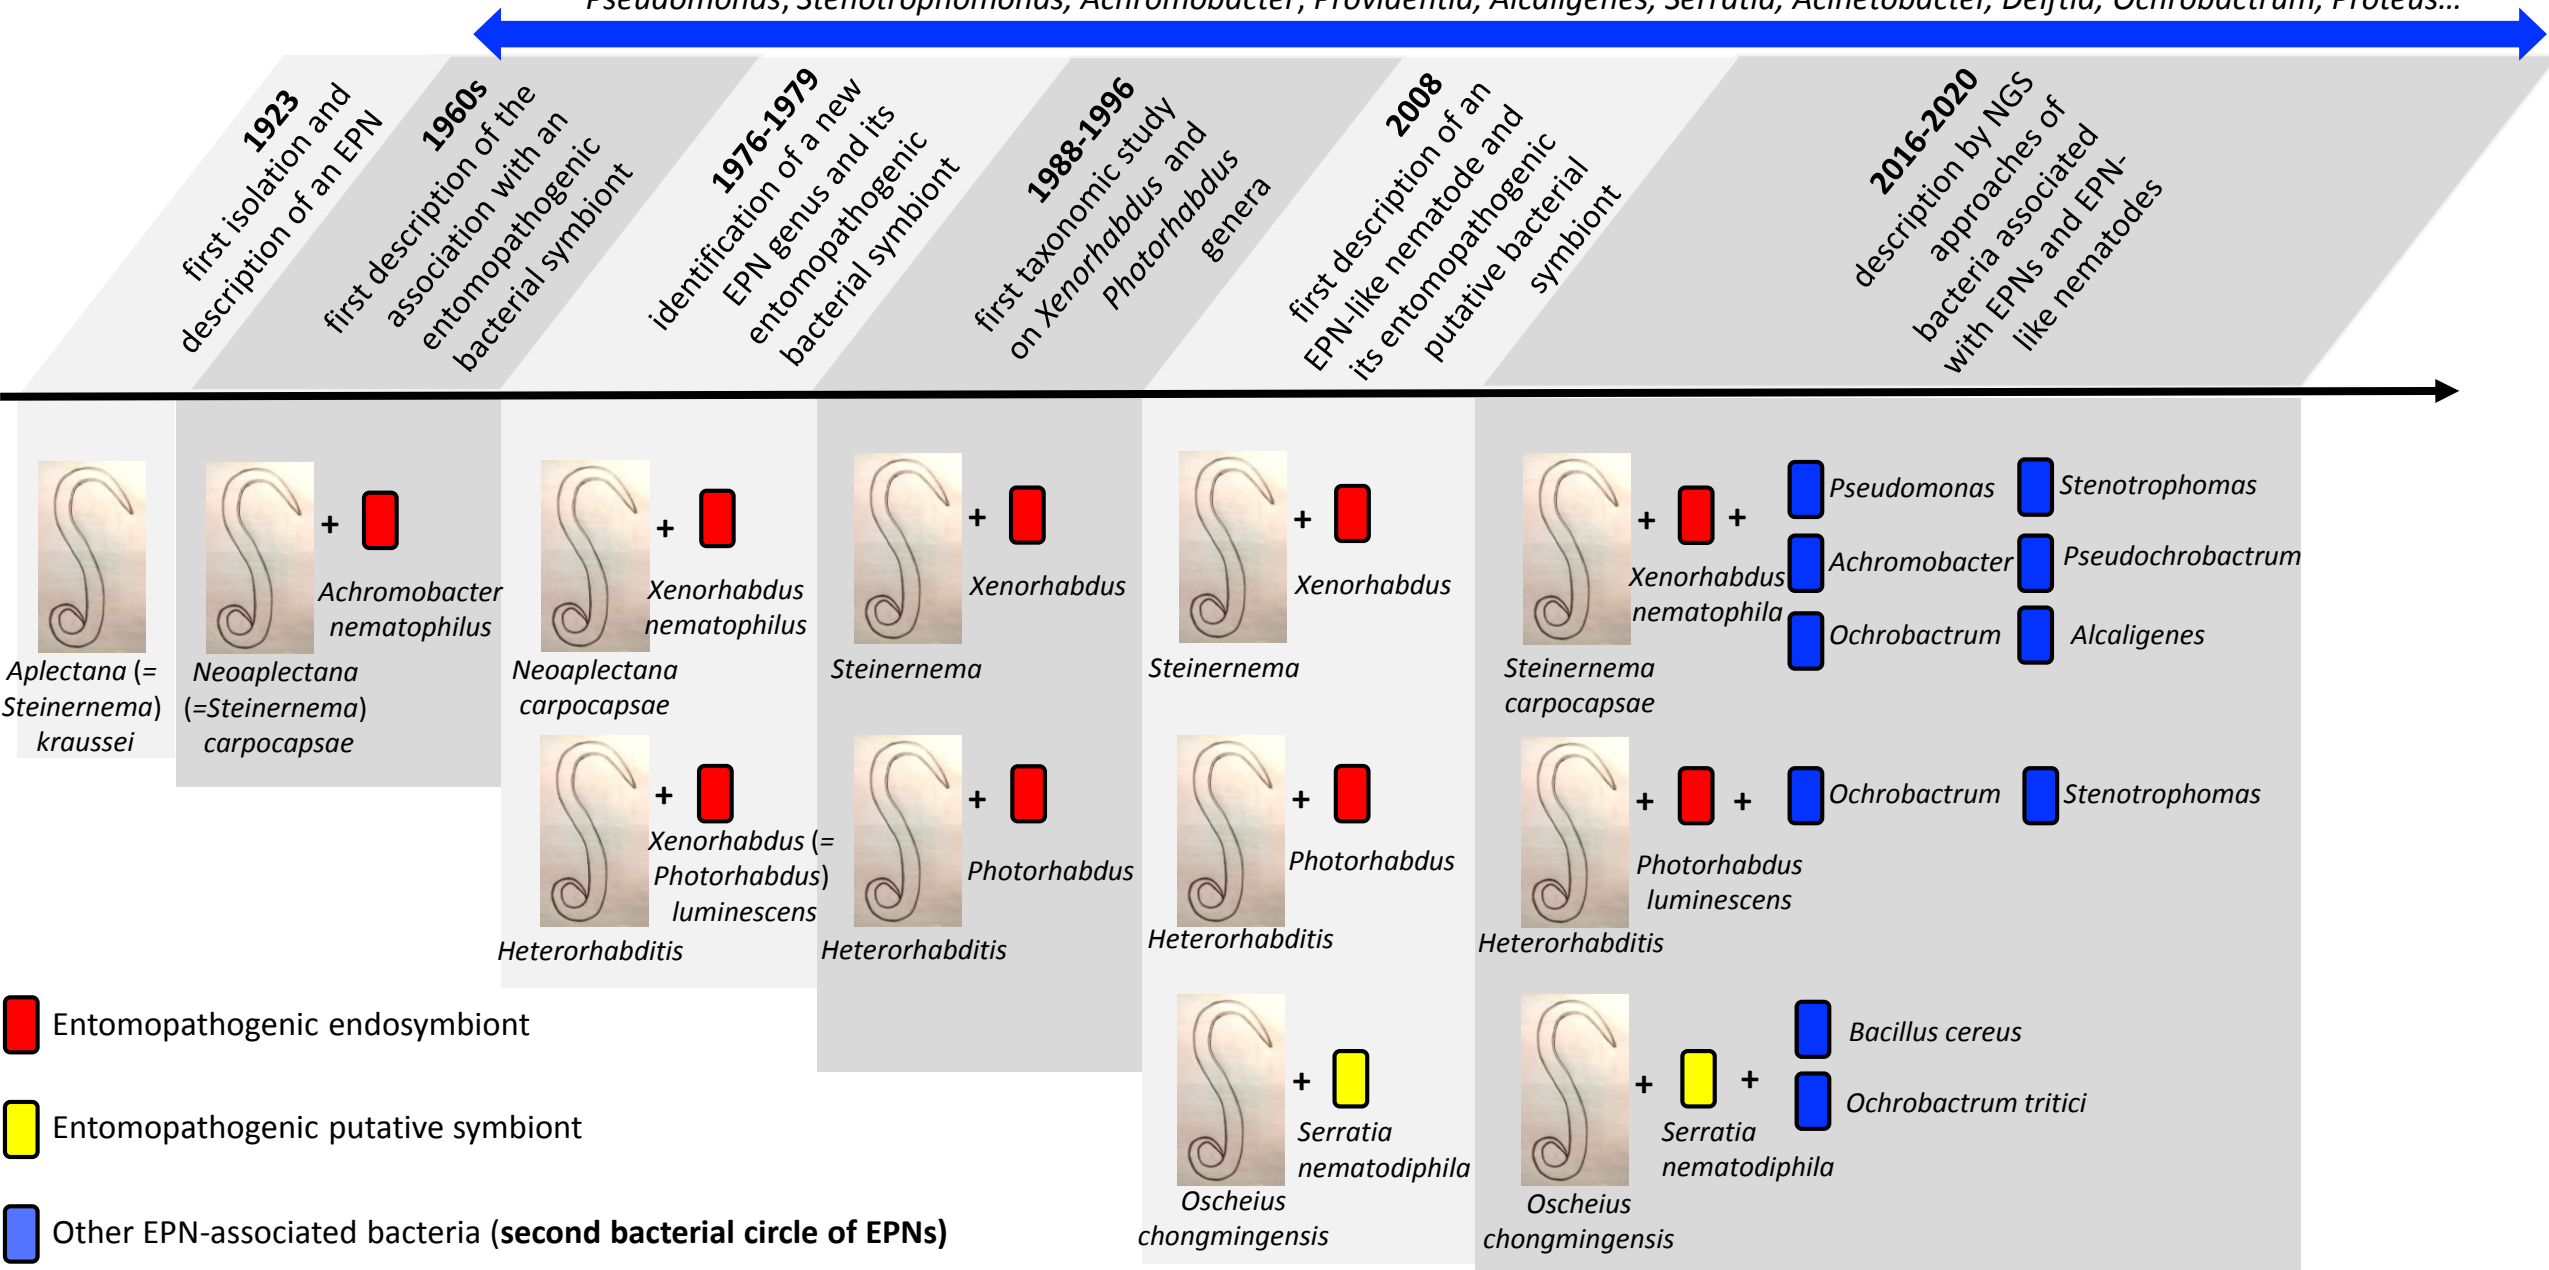 Pseudomonas, Stenotrophomonas, Achromobacter, Providentia, Alcaligenes, Serratia, Acinetobacter, Delftia, Ochrobactrum, Proteus...
1923
first isolation and
description of an EPN
1960s
first description of the
association with an
entomopathogenic
bacterial symbiont
1976-1979
identification of a new
EPN genus and its
entomopathogenic
bacterial symbiont
1988-1996
first taxonomic study
on Xenorhabdus and
Photorhabdus
genera
2008
first description of an
EPN-like nematode and
its entomopathogenic
putative bacterial
symbiont
2016-2020
description by NGS
approaches of
bacteria associated
with EPNs and EPN-
like nematodes
Aplectana (=
Steinernema)
kraussei
+
Achromobacter
nematophilus
Neoaplectana
(=Steinernema)
carpocapsae
+
Xenorhabdus
nematophilus
Neoaplectana
carpocapsae
+
Xenorhabdus (=
Photorhabdus)
luminescens
Heterorhabditis
+
Xenorhabdus
Steinernema
+
Photorhabdus
Heterorhabditis
+
Xenorhabdus
Steinernema
+
Photorhabdus
Heterorhabditis
+
Serratia
nematodiphila
Oscheius
chongmingensis
+ +
Xenorhabdus
nematophila
Steinernema
carpocapsae
Pseudomonas
Stenotrophomas
Achromobacter
Pseudochrobactrum
Ochrobactrum
Alcaligenes
+ +
Photorhabdus
luminescens
Heterorhabditis
Ochrobactrum
Stenotrophomas
+ +
Serratia
nematodiphila
Oscheius
chongmingensis
Bacillus cereus
Ochrobactrum tritici
Entomopathogenic endosymbiont
Entomopathogenic putative symbiont
Other EPN-associated bacteria (second bacterial circle of EPNs)